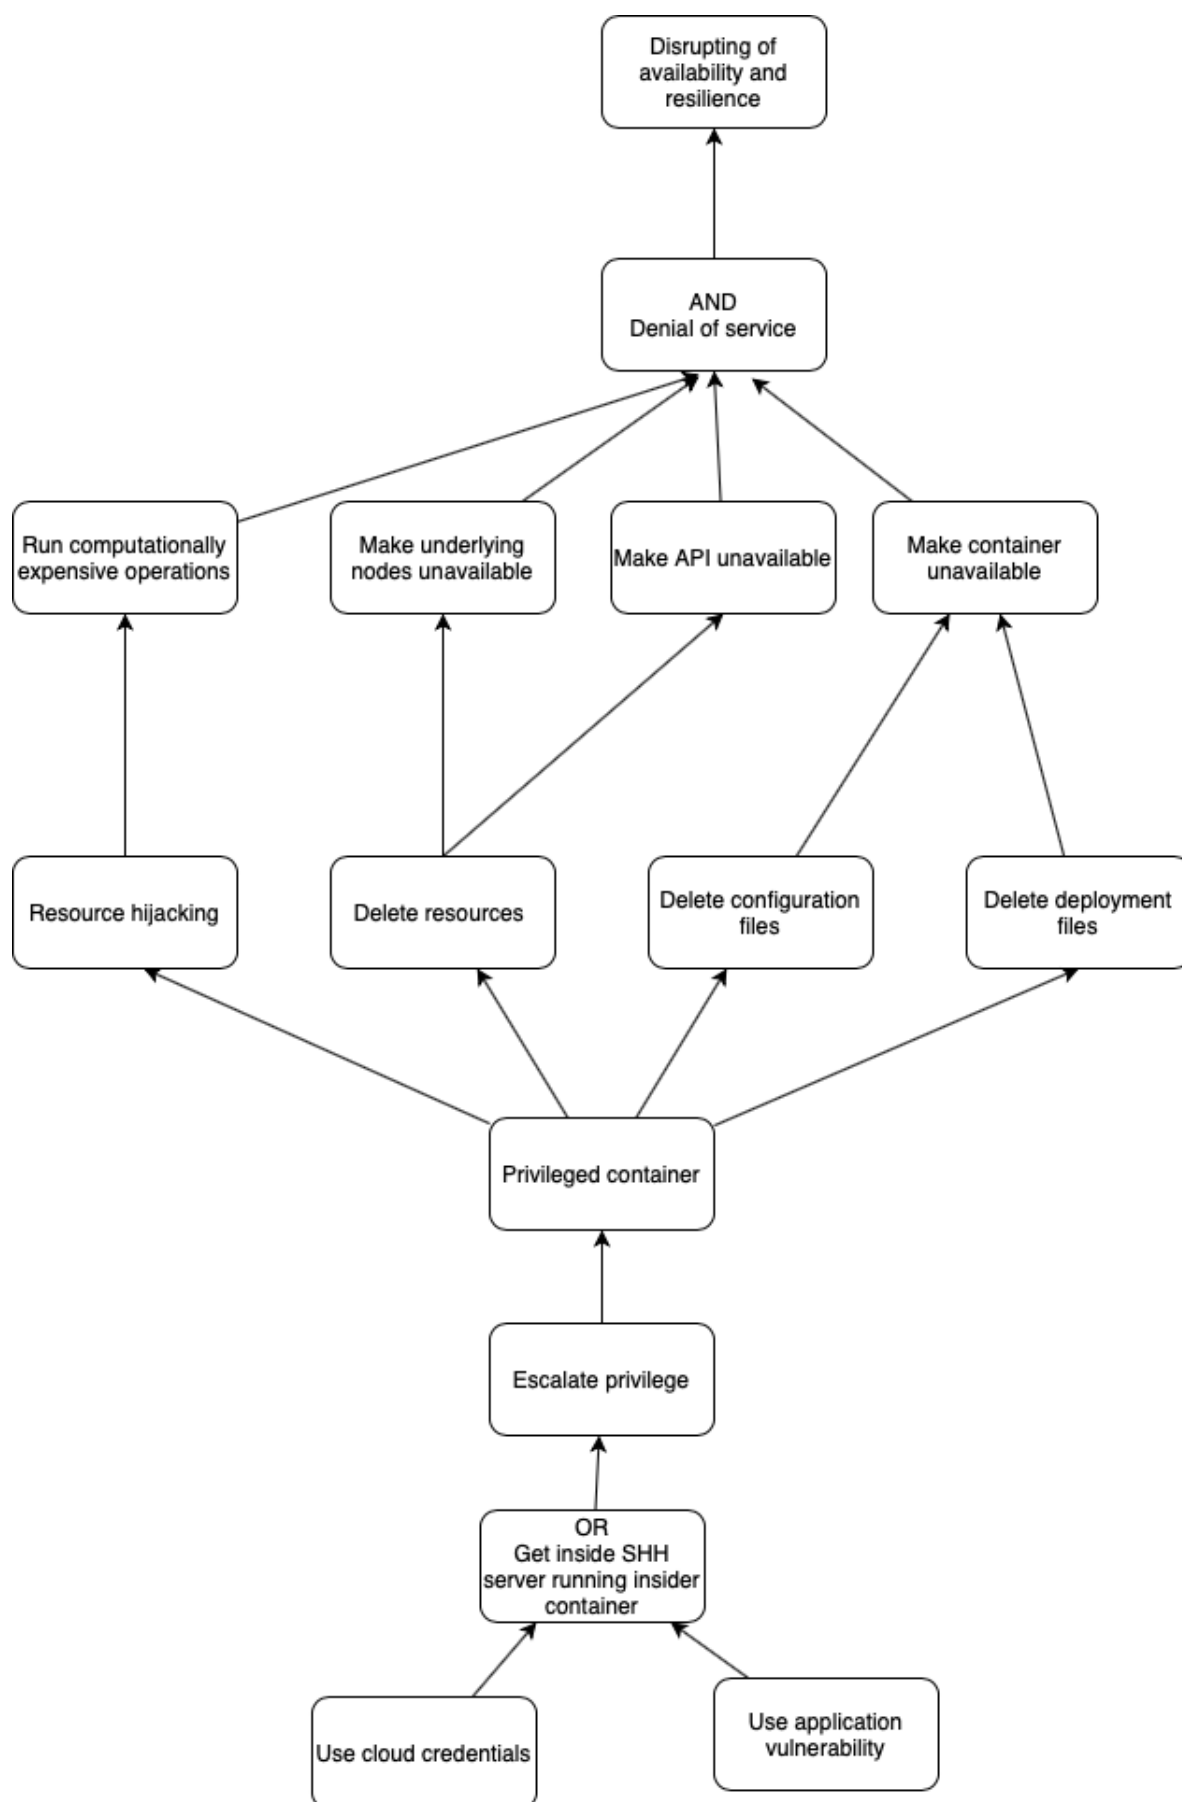 Disrupting of
availability and
resilience
AND
Denial of service
Run computationally
expensive operations
Make underlying
nodes unavailable
Make API unavailable
Make container
unavailable
Resource hijacking
Delete resources
Delete configuration
files
Delete deployment
files
Privileged container
Escalate privilege
OR
Get inside SHH
server running insider
container
Use cloud credentials
Use application
vulnerability